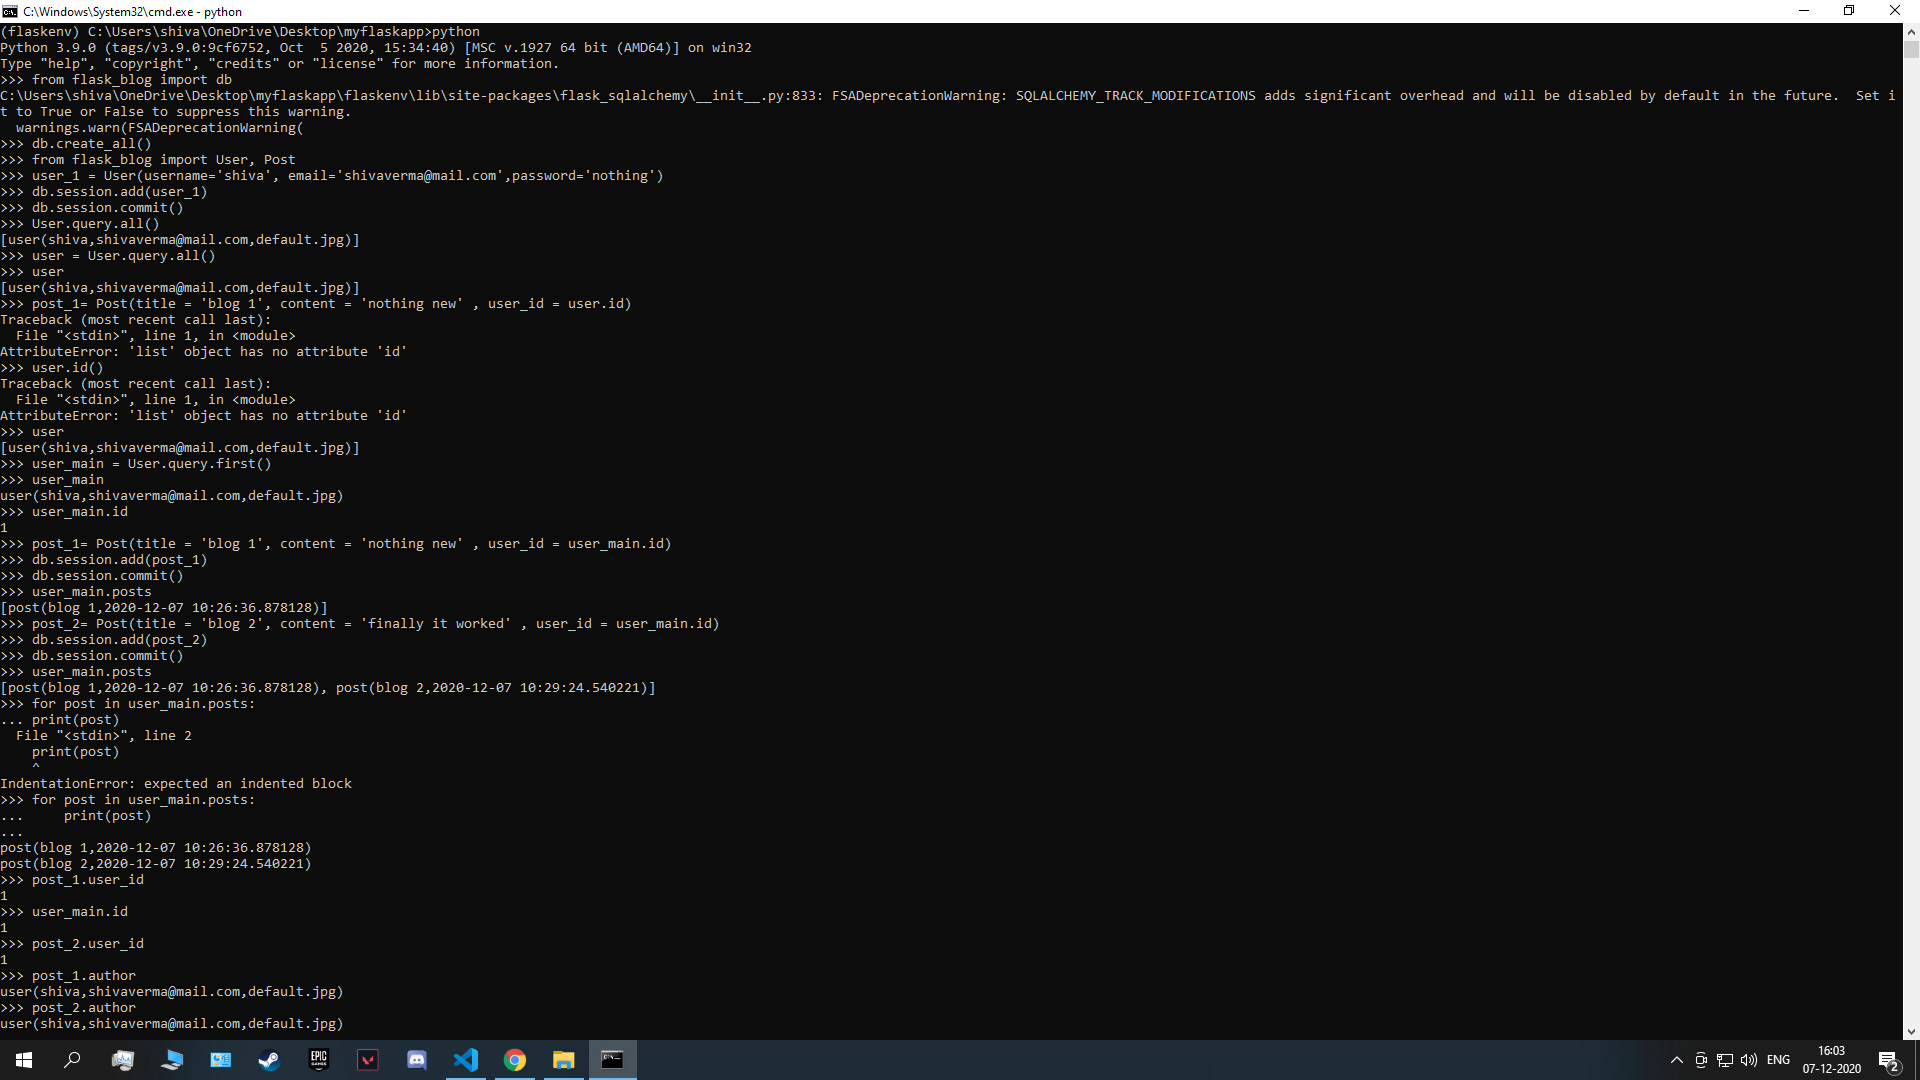 C:\Windows\System32\cmd.exe - python
(flaskenv) C:\Users\shiva\OneDrive\Desktop\myflaskapp>python
Python 3.9.0 (tags/v3.9.0:9cf6752, Oct  5 2020, 15:34:40) [MSC v.1927 64 bit (AMD64)] on win32
Type "help", "copyright", "credits" or "license" for more information.
>>> from flask_blog import db
C:\Users\shiva\OneDrive\Desktop\myflaskapp\flaskenv\lib\site-packages\flask_sqlalchemy\__init__.py:833: FSADeprecationWarning: SQLALCHEMY_TRACK_MODIFICATIONS adds significant overhead and will be disabled by default in the future.  Set i
t to True or False to suppress this warning.
  warnings.warn(FSADeprecationWarning(
>>> db.create_all()
>>> from flask_blog import User, Post
>>> user_1 = User(username='shiva', email='shivaverma@mail.com',password='nothing')
>>> db.session.add(user_1)
>>> db.session.commit()
>>> User.query.all()
[user(shiva,shivaverma@mail.com,default.jpg)]
>>> user = User.query.all()
>>> user
[user(shiva,shivaverma@mail.com,default.jpg)]
>>> post_1= Post(title = 'blog 1', content = 'nothing new' , user_id = user.id)
Traceback (most recent call last):
  File "<stdin>", line 1, in <module>
AttributeError: 'list' object has no attribute 'id'
>>> user.id()
Traceback (most recent call last):
  File "<stdin>", line 1, in <module>
AttributeError: 'list' object has no attribute 'id'
>>> user
[user(shiva,shivaverma@mail.com,default.jpg)]
>>> user_main = User.query.first()
>>> user_main
user(shiva,shivaverma@mail.com,default.jpg)
>>> user_main.id
1
>>> post_1= Post(title = 'blog 1', content = 'nothing new' , user_id = user_main.id)
>>> db.session.add(post_1)
>>> db.session.commit()
>>> user_main.posts
[post(blog 1,2020-12-07 10:26:36.878128)]
>>> post_2= Post(title = 'blog 2', content = 'finally it worked' , user_id = user_main.id)
>>> db.session.add(post_2)
>>> db.session.commit()
>>> user_main.posts
[post(blog 1,2020-12-07 10:26:36.878128), post(blog 2,2020-12-07 10:29:24.540221)]
>>> for post in user_main.posts:
... print(post)
  File "<stdin>", line 2
    print(post)
    ^
IndentationError: expected an indented block
>>> for post in user_main.posts:
...     print(post)
...
post(blog 1,2020-12-07 10:26:36.878128)
post(blog 2,2020-12-07 10:29:24.540221)
>>> post_1.user_id
1
>>> user_main.id
1
>>> post_2.user_id
1
>>> post_1.author
user(shiva,shivaverma@mail.com,default.jpg)
>>> post_2.author
user(shiva,shivaverma@mail.com,default.jpg)
EPIC
GAMES
ENG
16:03
07-12-2020
2